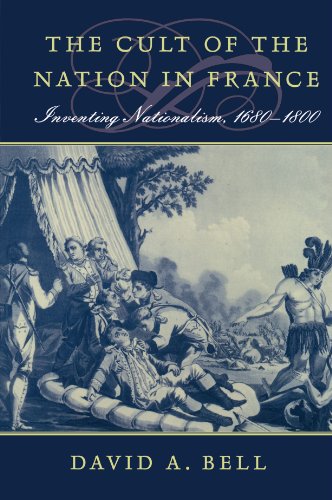 THE CULT OF THE
NATION IN FRANCE
Inventing Nationalism, 1680–1800
DAVID A. BELL